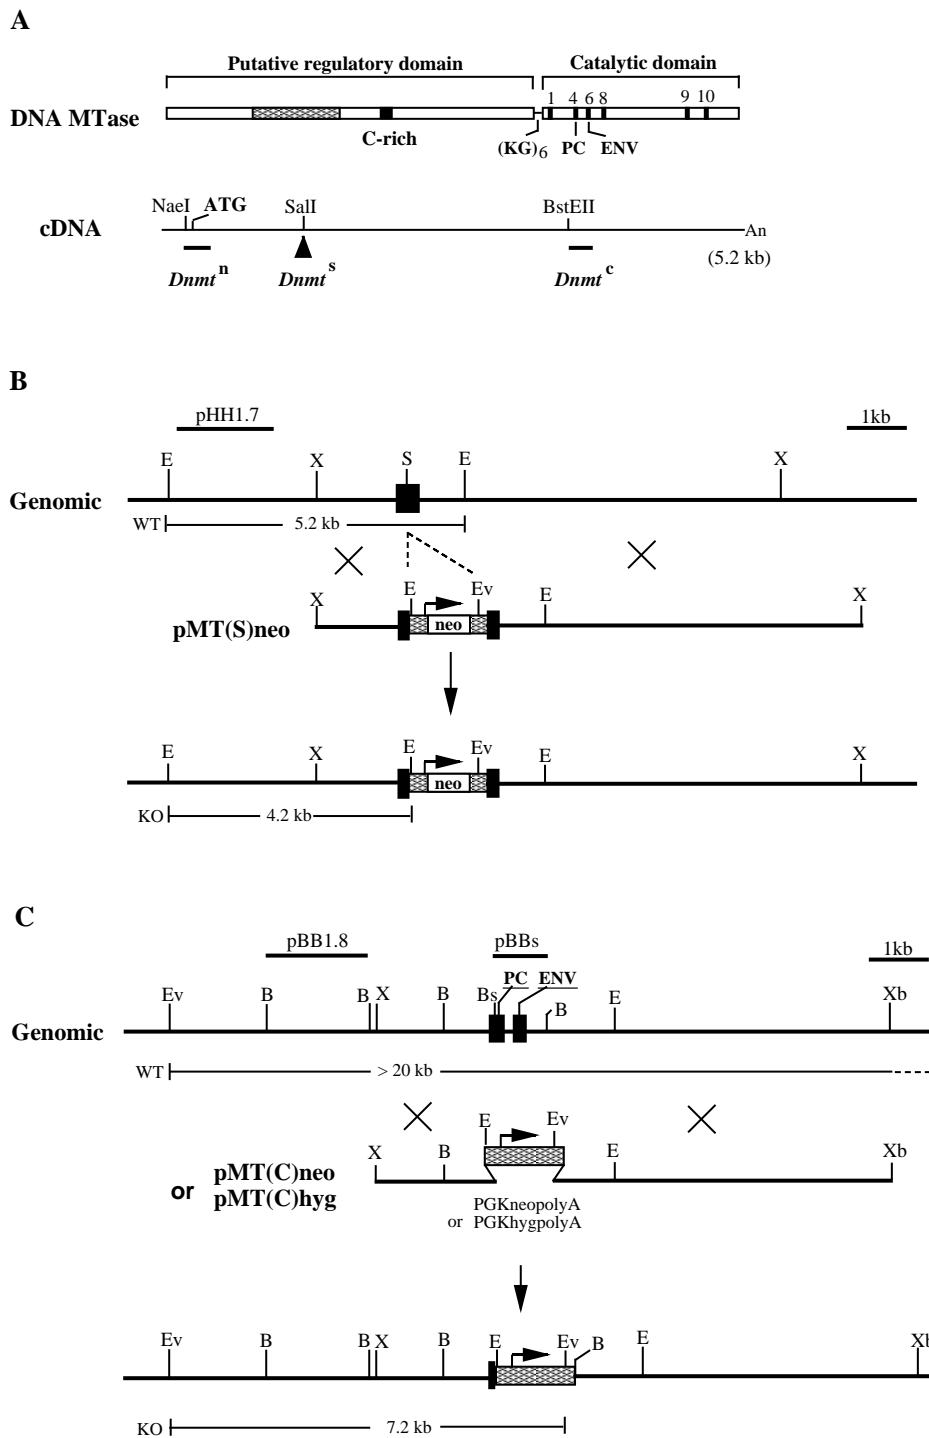 A
Putative regulatory domain Catalytic domain
DNA MTase
1 4 6 8 9 10
C-rich (KG)6 PC ENV
NaeI ATG SalI BstEII
cDNA An
(5.2 kb)
Dnmt n Dnmt s Dnmt c
B
pHH1.7 1kb
E X S E X
Genomic
WT 5.2 kb
X E Ev E X
pMT(S)neo neo
E X E Ev E X
neo
KO 4.2 kb
C
pBB1.8 pBBs 1kb
PC ENV
Ev B B X B Bs B E Xb
Genomic
WT > 20 kb
X B E Ev E Xb
or pMT(C)neo
pMT(C)hyg
PGKneopolyA
or PGKhygpolyA
Ev B B X B E Ev B E Xb
KO 7.2 kb